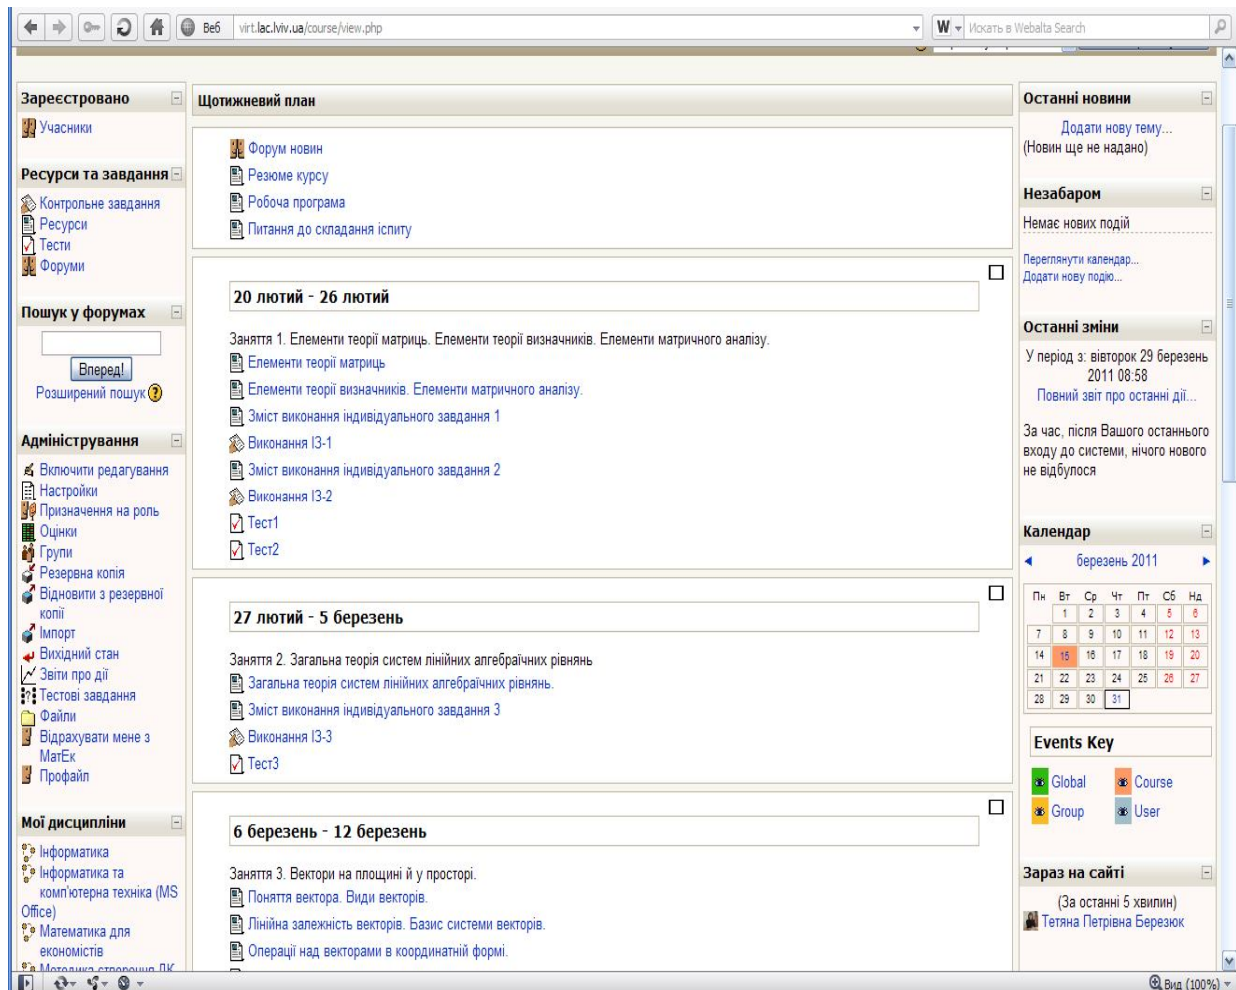 Веб
virt.lac.lviv.ua/course/view.php
W
Искать в Webalta Search
Зареєстровано
Учасники
Ресурси та завдання
Контрольне завдання
Ресурси
Тести
Форуми
Пошук у форумах
Вперед!
Розширений пошук ?
Адміністрування
Включити редагування
Настройки
Призначення на роль
Оцінки
Групи
Резервна копія
Відновити з резервної
копії
Імпорт
Вихідний стан
Звіти про дії
Тестові завдання
Файли
Відрахувати мене з
МатЕк
Профайл
Мої дисципліни
Інформатика
Інформатика та
комп'ютерна техніка (MS
Office)
Математика для
економістів
Методика створення ДК
Щотижневий план
Форум новин
Резюме курсу
Робоча програма
Питання до складання іспиту
20 лютий - 26 лютий
Заняття 1. Елементи теорії матриць. Елементи теорії визначників. Елементи матричного аналізу.
Елементи теорії матриць
Елементи теорії визначників. Елементи матричного аналізу.
Зміст виконання індивідуального завдання 1
Виконання ІЗ-1
Зміст виконання індивідуального завдання 2
Виконання ІЗ-2
Тест1
Тест2
27 лютий - 5 березень
Заняття 2. Загальна теорія систем лінійних алгебраїчних рівнянь
Загальна теорія систем лінійних алгебраїчних рівнянь.
Зміст виконання індивідуального завдання 3
Виконання ІЗ-3
Тест3
6 березень - 12 березень
Заняття 3. Вектори на площині й у просторі.
Поняття вектора. Види векторів.
Лінійна залежність векторів. Базис системи векторів.
Операції над векторами в координатній формі.
Останні новини
Додати нову тему...
(Новин ще не надано)
Незабаром
Немає нових подій
Переглянути календар...
Додати нову подію...
Останні зміни
У період з: вівторок 29 березень
2011 08:58
Повний звіт про останні дії...
За час, після Вашого останнього
входу до системи, нічого нового
не відбулося
Календар
березень 2011
Пн Вт Ср Чт Пт Сб Нд
1 2 3 4 5 6
7 8 9 10 11 12 13
14 15 16 17 18 19 20
21 22 23 24 25 26 27
28 29 30 31
Events Key
Global Course
Group User
Зараз на сайті
(За останні 5 хвилин)
Тетяна Петрівна Березюк
Вид (100%)